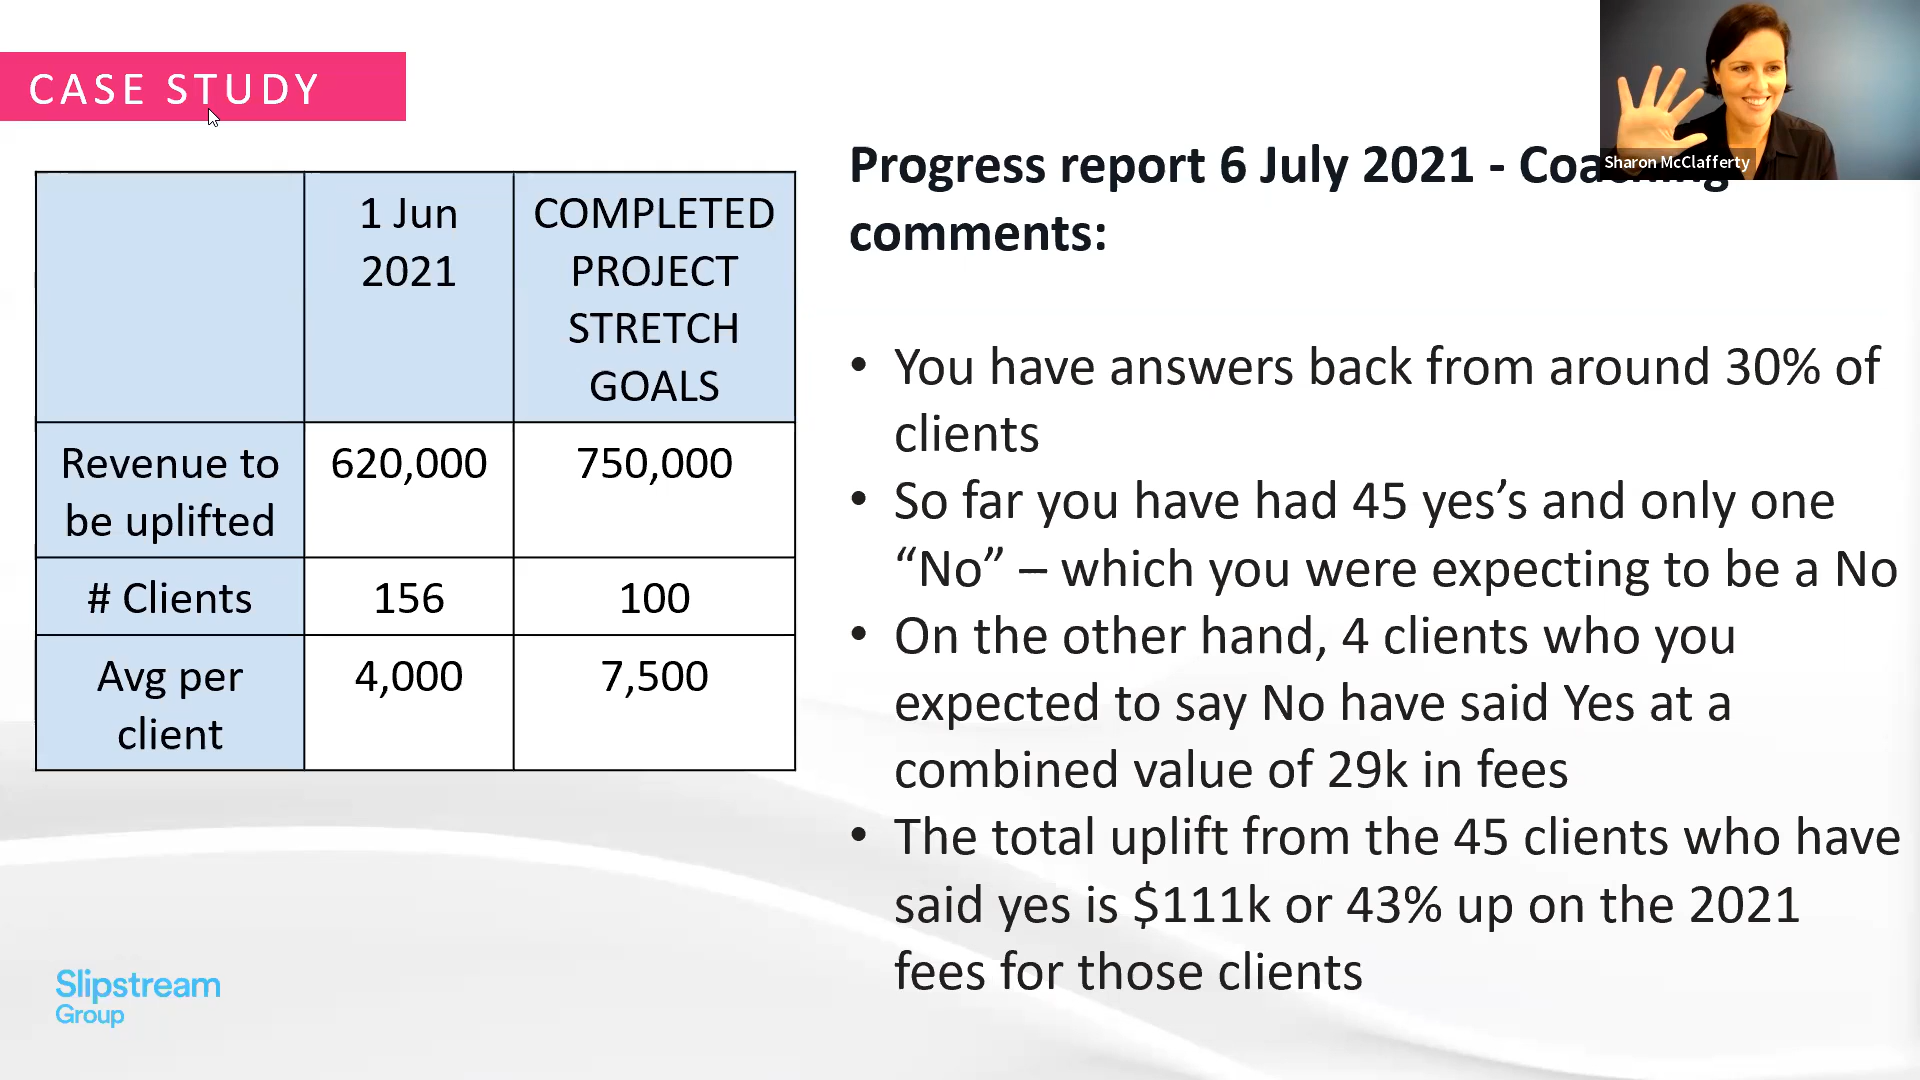 CASE STUDY
1 Jun
2021
COMPLETED
PROJECT
STRETCH
GOALS
Revenue to
be uplifted
620,000
750,000
# Clients
156
100
Avg per
client
4,000
7,500
Slipstream
Group
Sharon McClafferty
Progress report 6 July 2021 - Coaching
comments:
• You have answers back from around 30% of
clients
• So far you have had 45 yes’s and only one
“No” – which you were expecting to be a No
• On the other hand, 4 clients who you
expected to say No have said Yes at a
combined value of 29k in fees
• The total uplift from the 45 clients who have
said yes is $111k or 43% up on the 2021
fees for those clients